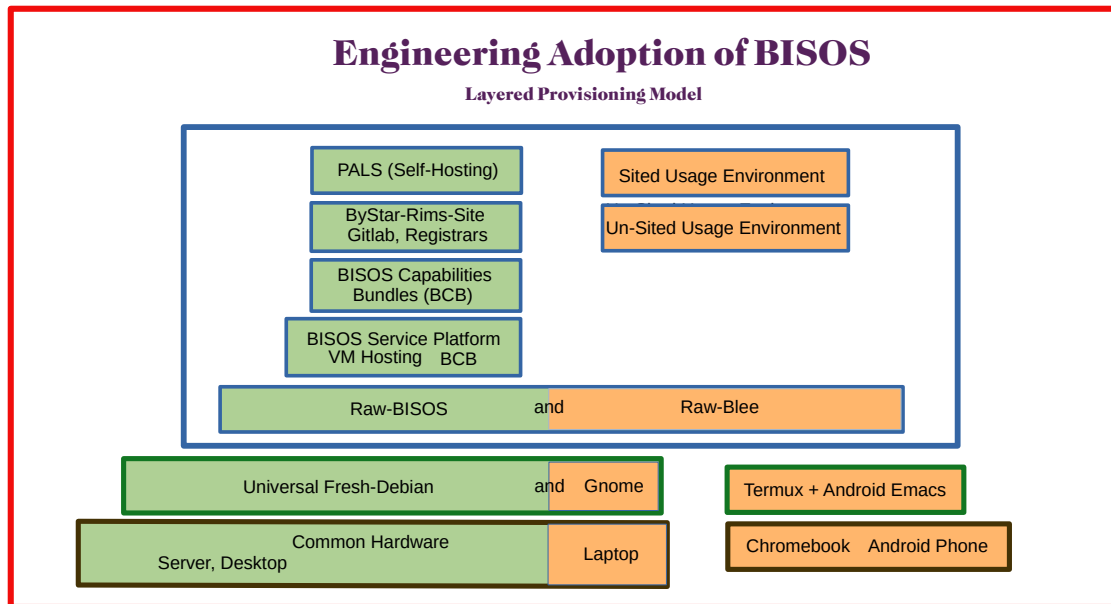 Engineering Adoption of BISOS
Layered Provisioning Model
PALS (Self-Hosting)
Sited Usage Environment
ByStar-Rims-Site
Gitlab, Registrars
Un-Sited Usage Environment
BISOS Capabilities
Bundles (BCB)
BISOS Service Platform
VM Hosting BCB
Raw-BISOS and Raw-Blee
Universal Fresh-Debian and Gnome
Termux + Android Emacs
Common Hardware
Server, Desktop
Laptop
Chromebook Android Phone